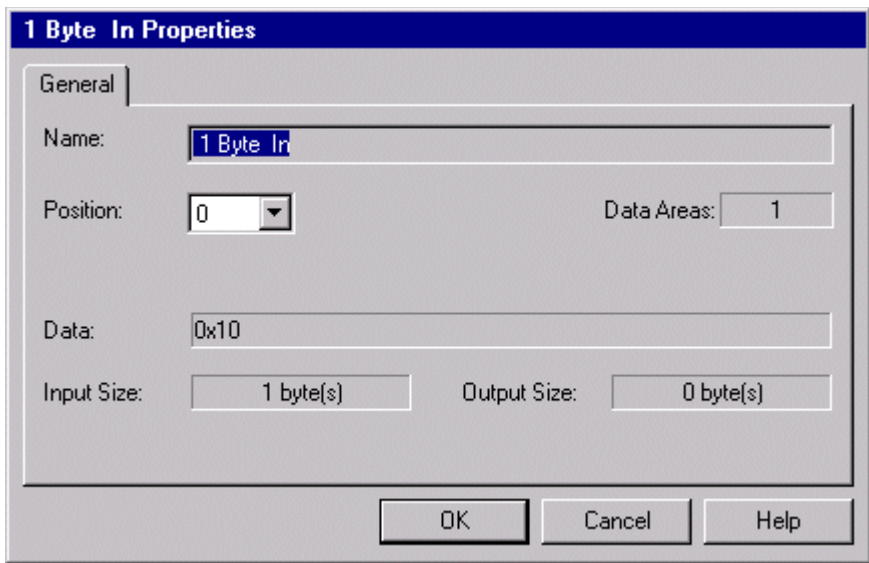 1 Byte  In Properties
General
Name: 1 Byte  In
Position: 0 Data Areas: 1
Data: 0x10
Input Size: 1 byte(s) Output Size: 0 byte(s)
OK Cancel Help